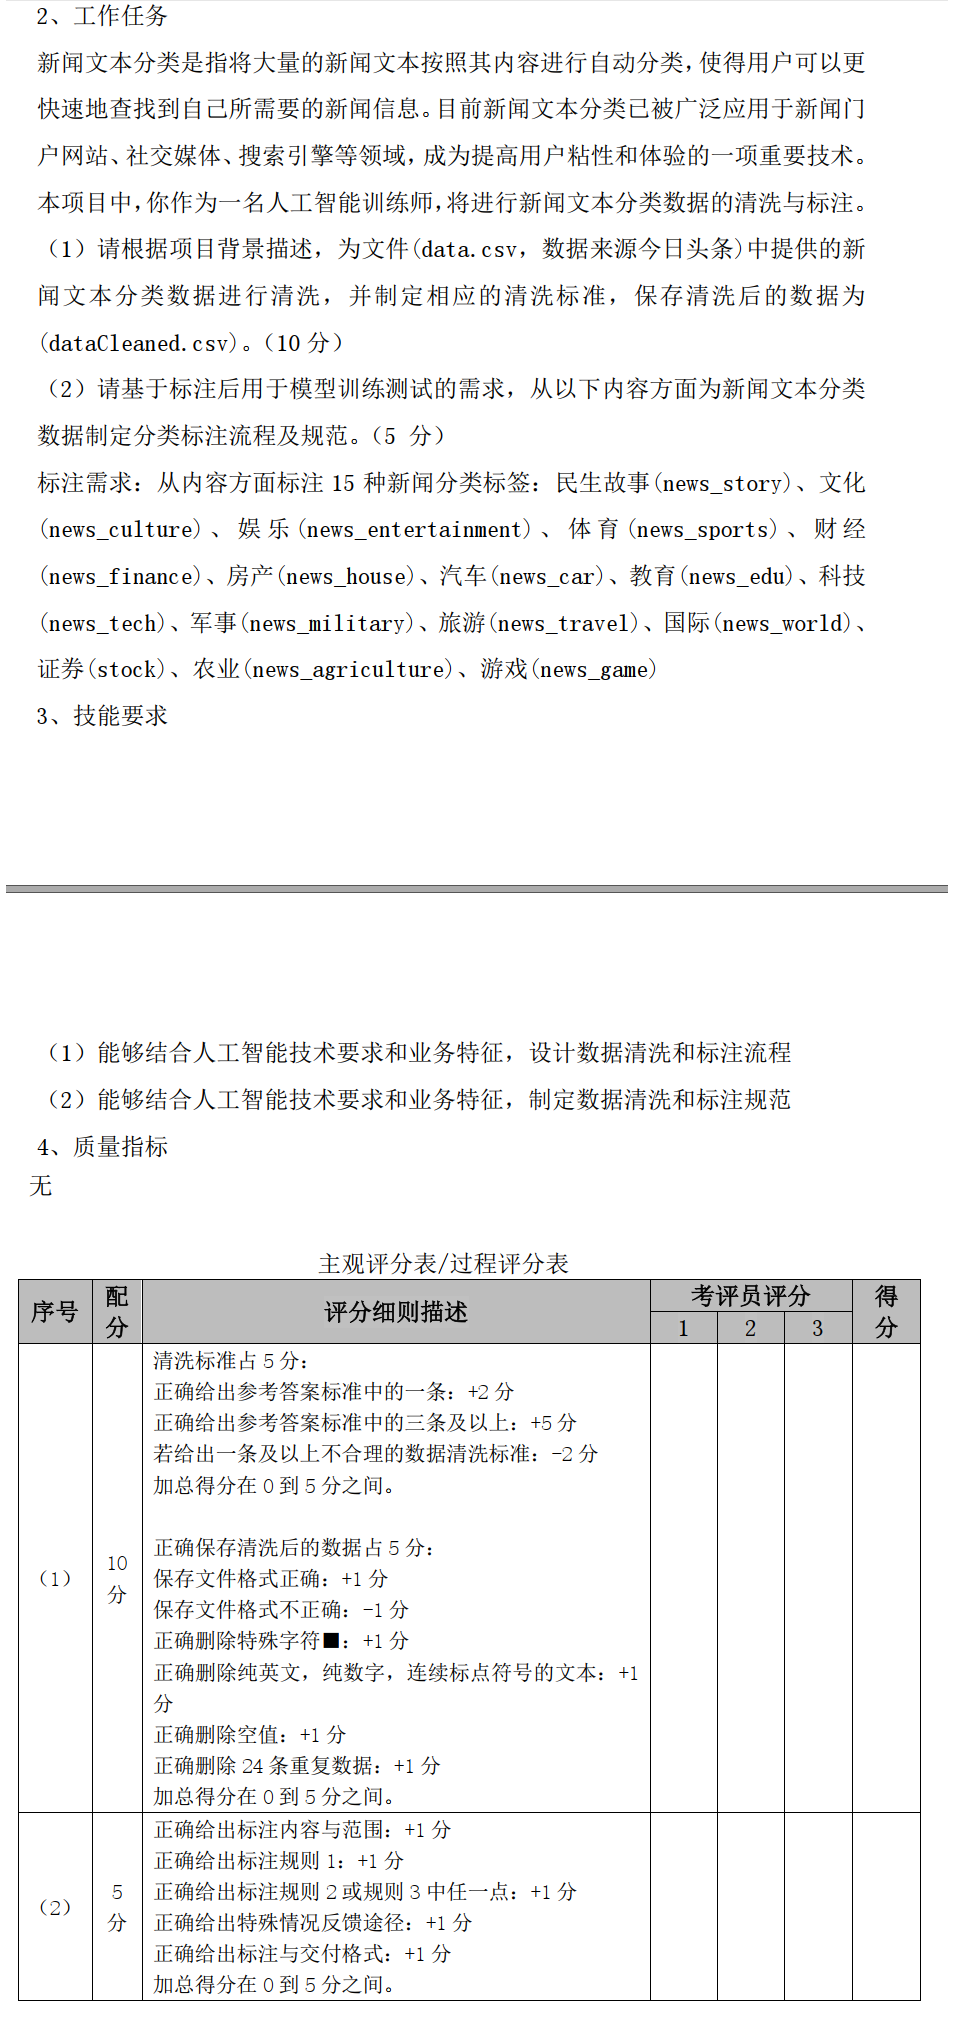 2、工作任务
新闻文本分类是指将大量的新闻文本按照其内容进行自动分类,使得用户可以更
快速地查找到自己所需要的新闻信息。目前新闻文本分类已被广泛应用于新闻门
户网站、社交媒体、搜索引擎等领域,成为提高用户粘性和体验的一项重要技术。
本项目中,你作为一名人工智能训练师,将进行新闻文本分类数据的清洗与标注。
（1）请根据项目背景描述，为文件(data.csv，数据来源今日头条)中提供的新
闻文本分类数据进行清洗，并制定相应的清洗标准，保存清洗后的数据为
(dataCleaned.csv)。（10 分）
（2）请基于标注后用于模型训练测试的需求，从以下内容方面为新闻文本分类
数据制定分类标注流程及规范。（5 分）
标注需求：从内容方面标注 15 种新闻分类标签：民生故事(news_story)、文化
(news_culture)、娱乐(news_entertainment)、体育(news_sports)、财经
(news_finance)、房产(news_house)、汽车(news_car)、教育(news_edu)、科技
(news_tech)、军事(news_military)、旅游(news_travel)、国际(news_world)、
证券(stock)、农业(news_agriculture)、游戏(news_game)
3、技能要求
（1）能够结合人工智能技术要求和业务特征，设计数据清洗和标注流程
（2）能够结合人工智能技术要求和业务特征，制定数据清洗和标注规范
4、质量指标
无
主观评分表/过程评分表
序号
配
分
评分细则描述
考评员评分
1 2 3
得
分
（1）
10
分
清洗标准占 5 分：
正确给出参考答案标准中的一条：+2 分
正确给出参考答案标准中的三条及以上：+5 分
若给出一条及以上不合理的数据清洗标准：-2 分
加总得分在 0 到 5 分之间。
正确保存清洗后的数据占 5 分：
保存文件格式正确：+1 分
保存文件格式不正确：-1 分
正确删除特殊字符■：+1 分
正确删除纯英文，纯数字，连续标点符号的文本：+1
分
正确删除空值：+1 分
正确删除 24 条重复数据：+1 分
加总得分在 0 到 5 分之间。
（2）
5
分
正确给出标注内容与范围：+1 分
正确给出标注规则 1：+1 分
正确给出标注规则 2 或规则 3 中任一点：+1 分
正确给出特殊情况反馈途径：+1 分
正确给出标注与交付格式：+1 分
加总得分在 0 到 5 分之间。